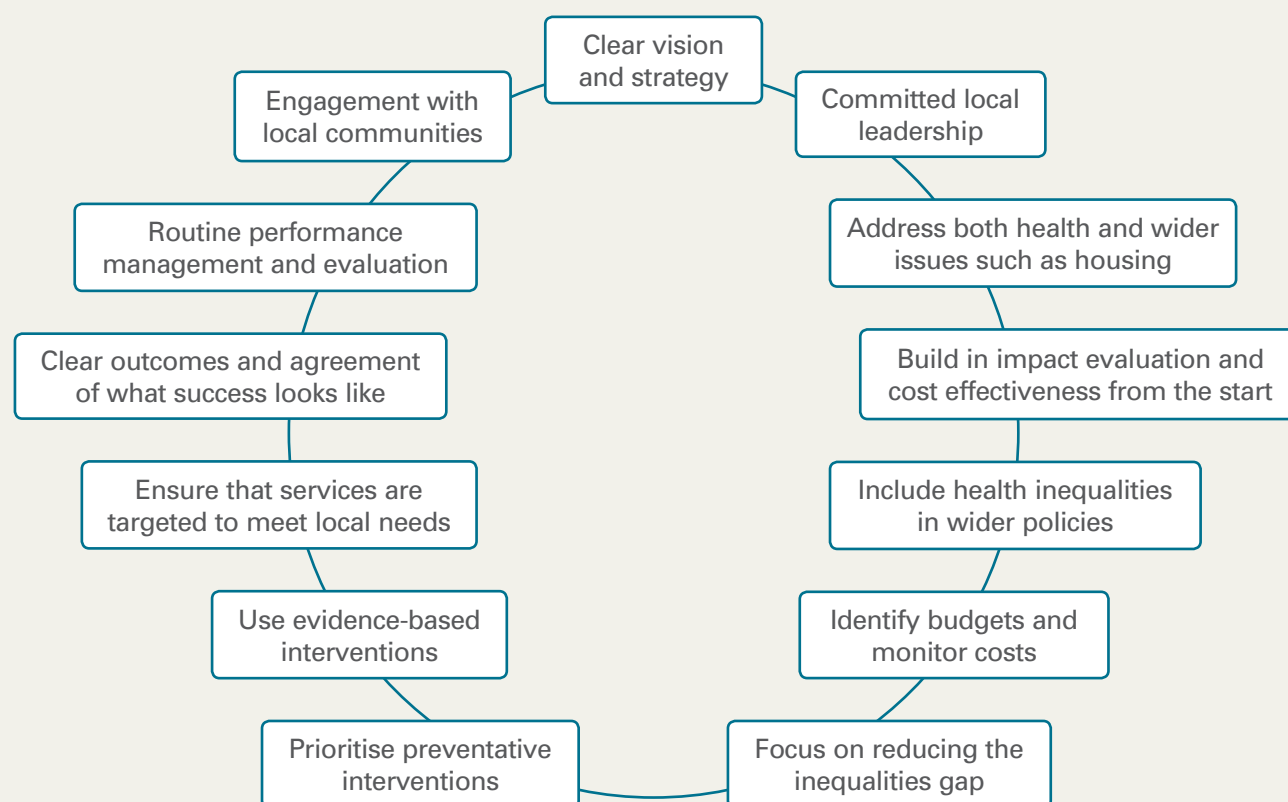 Clear vision
and strategy
Committed local
leadership
Address both health and wider
issues such as housing
Build in impact evaluation and
cost effectiveness from the start
Include health inequalities
in wider policies
Identify budgets and
monitor costs
Focus on reducing the
inequalities gap
Prioritise preventative
interventions
Use evidence-based
interventions
Ensure that services are
targeted to meet local needs
Clear outcomes and agreement
of what success looks like
Routine performance
management and evaluation
Engagement with
local communities